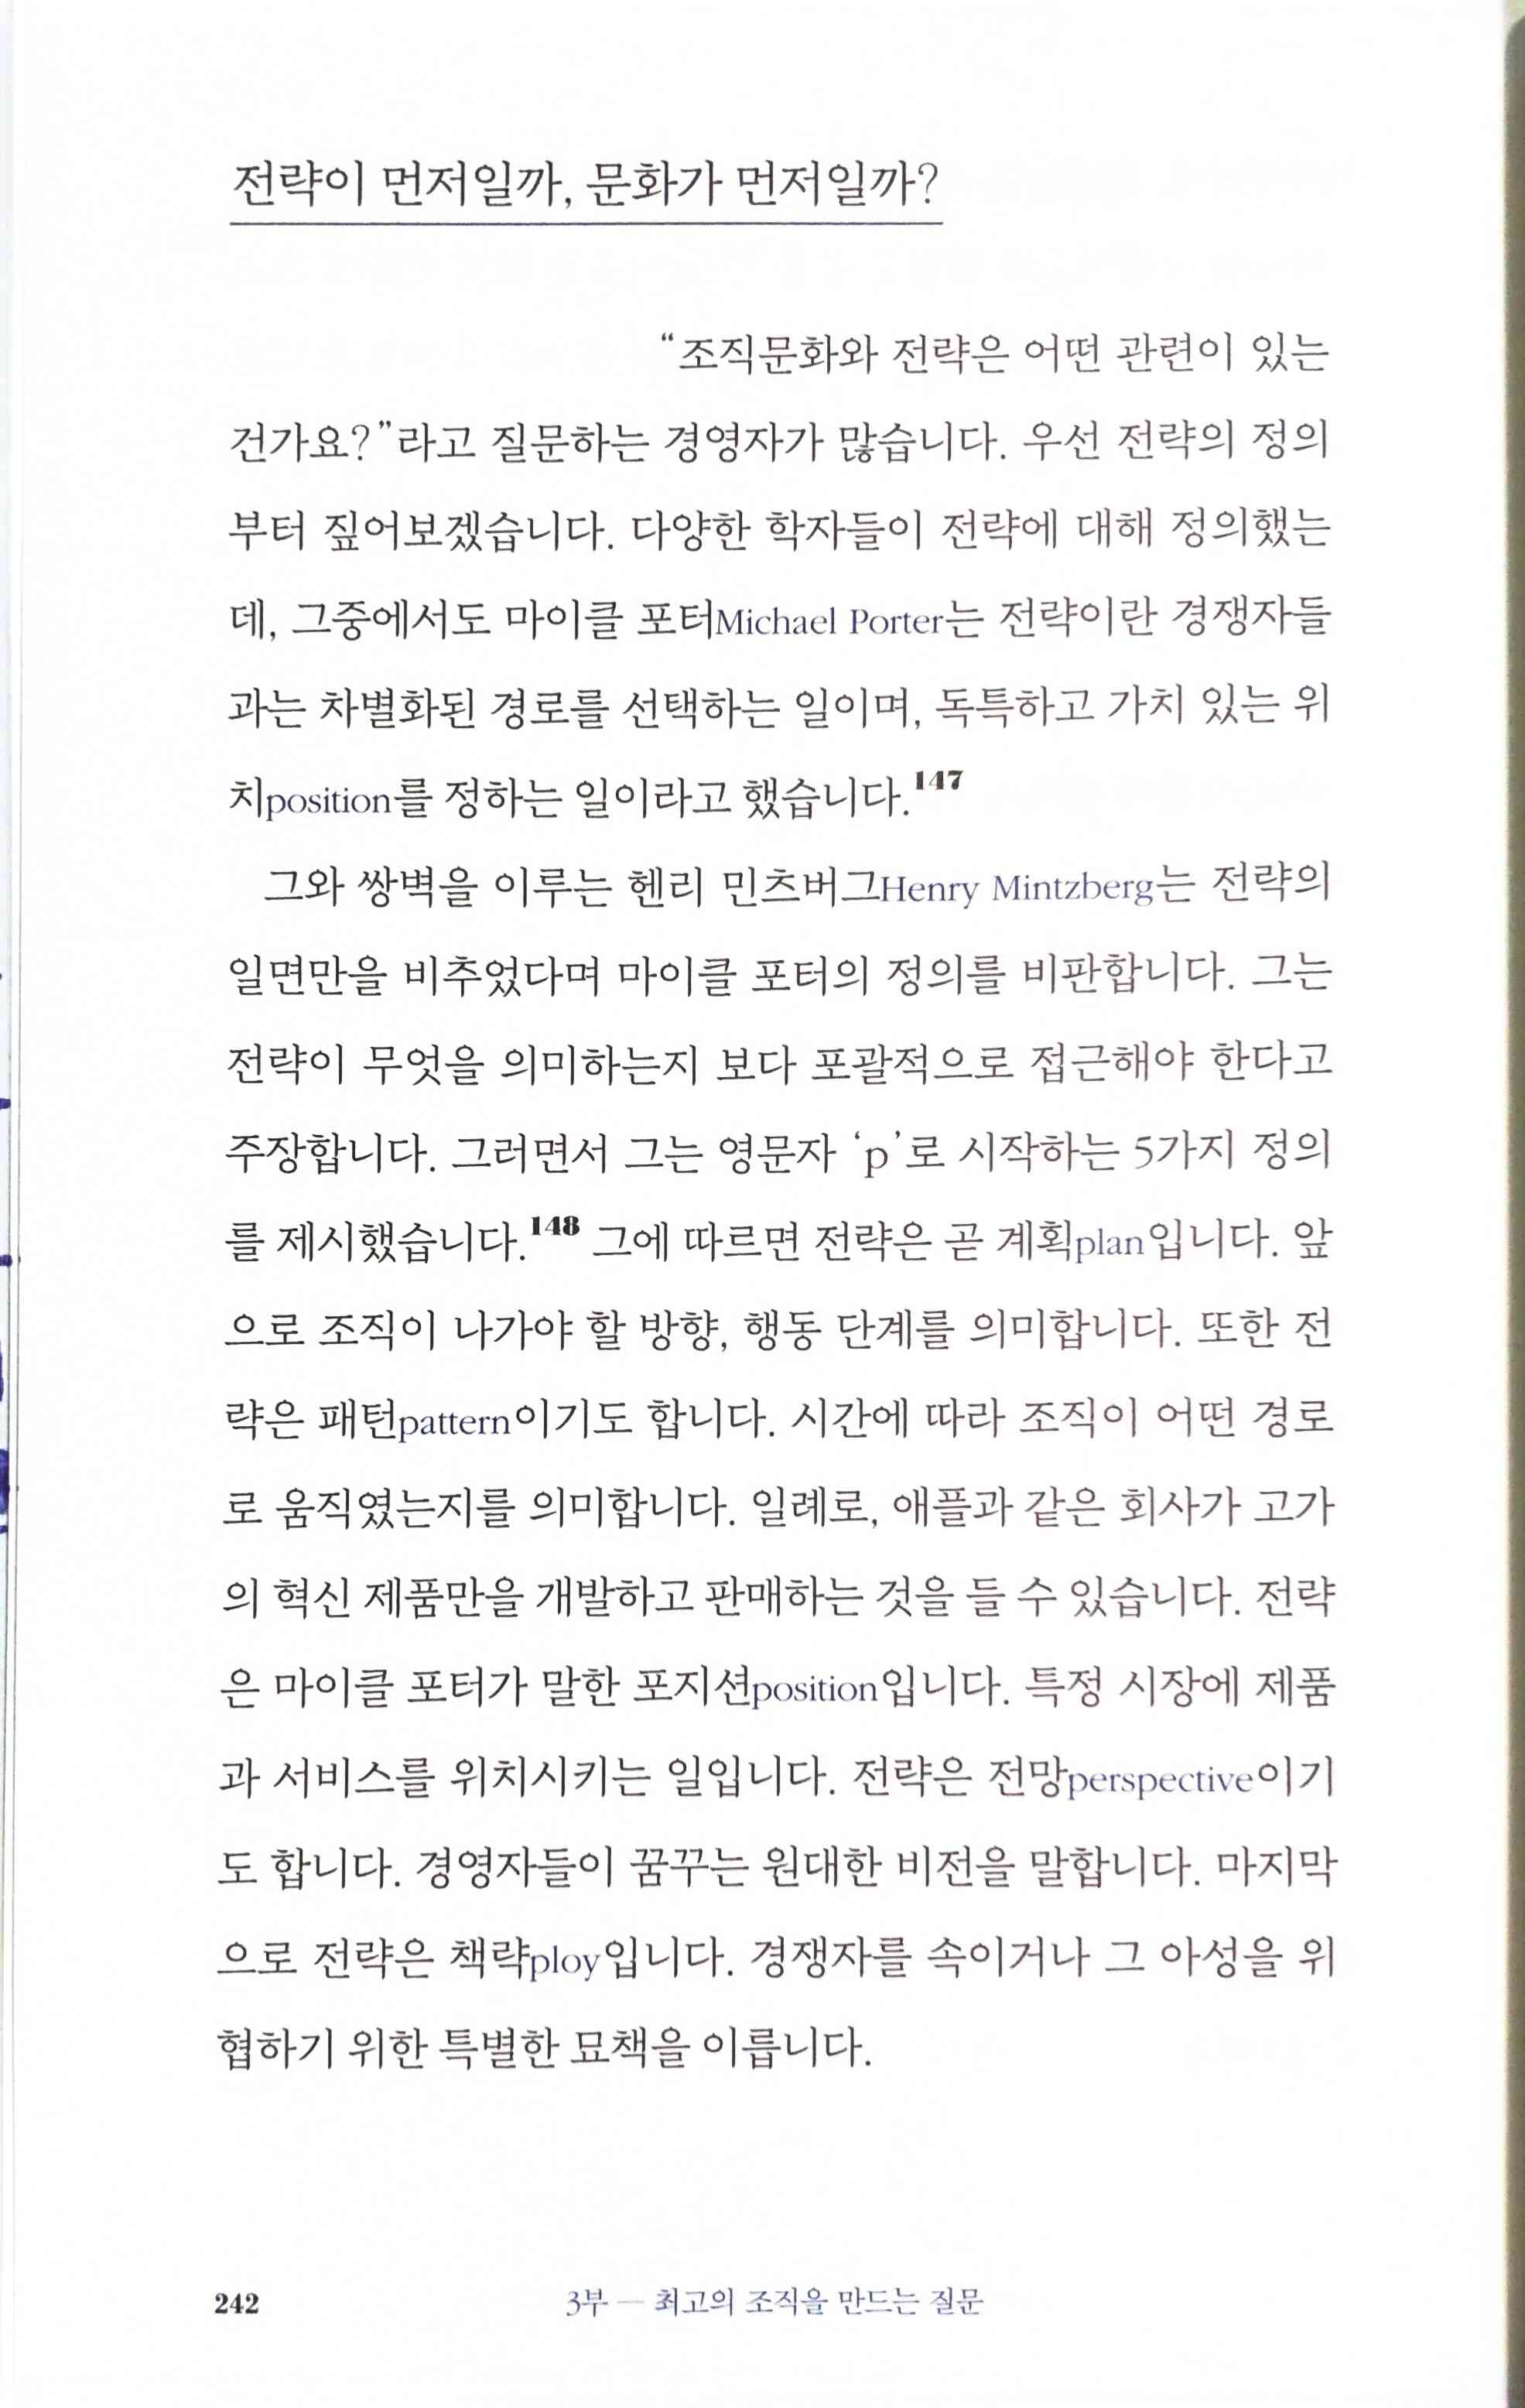 전략이 먼저일까, 문화가 먼저일까?
“조직문화와 전략은 어떤 관련이 있는
건가요?”라고 질문하는 경영자가 많습니다. 우선 전략의 정의
부터 짚어보겠습니다. 다양한 학자들이 전략에 대해 정의했는
데, 그중에서도 마이클 포터Michael Porter는 전략이란 경쟁자들
과는 차별화된 경로를 선택하는 일이며, 독특하고 가치 있는 위
치position를 정하는 일이라고 했습니다.147
그와 쌍벽을 이루는 헨리 민츠버그Henry Mintzberg는 전략의
일면만을 비추었다며 마이클 포터의 정의를 비판합니다. 그는
전략이 무엇을 의미하는지 보다 포괄적으로 접근해야 한다고
주장합니다. 그러면서 그는 영문자 ‘p’로 시작하는 5가지 정의
를 제시했습니다.148 그에 따르면 전략은 곧 계획plan입니다. 앞
으로 조직이 나가야 할 방향, 행동 단계를 의미합니다. 또한 전
략은 패턴pattern이기도 합니다. 시간에 따라 조직이 어떤 경로
로 움직였는지를 의미합니다. 일례로, 애플과 같은 회사가 고가
의 혁신 제품만을 개발하고 판매하는 것을 들 수 있습니다. 전략
은 마이클 포터가 말한 포지션position입니다. 특정 시장에 제품
과 서비스를 위치시키는 일입니다. 전략은 전망perspective이기
도 합니다. 경영자들이 꿈꾸는 원대한 비전을 말합니다. 마지막
으로 전략은 책략ploy입니다. 경쟁자를 속이거나 그 아성을 위
협하기 위한 특별한 묘책을 이릅니다.
242 3부 — 최고의 조직을 만드는 질문